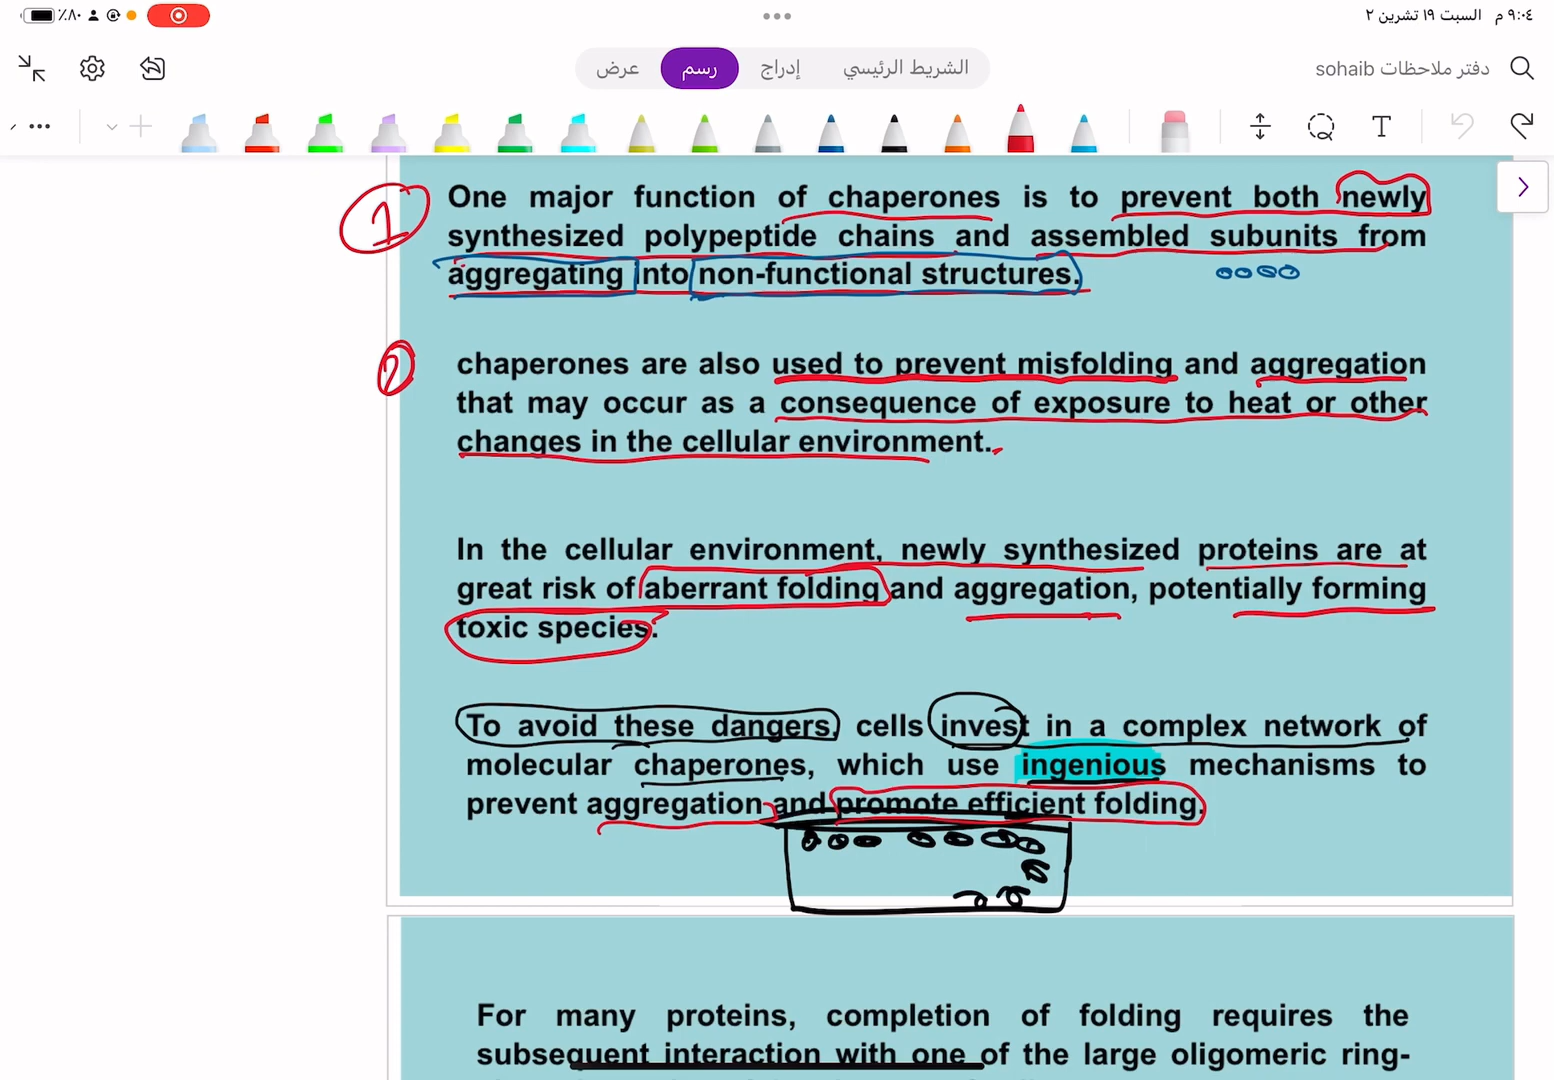 ٪٨٠
السبت ١٩ تشرين ٢ ٩:٠٤ م
عرض رسم إدراج الشريط الرئيسي
دفتر ملاحظات sohaib
T
1
One major function of chaperones is to prevent both newly
synthesized polypeptide chains and assembled subunits from
aggregating into non-functional structures.
2
chaperones are also used to prevent misfolding and aggregation
that may occur as a consequence of exposure to heat or other
changes in the cellular environment.
In the cellular environment, newly synthesized proteins are at
great risk of aberrant folding and aggregation, potentially forming
toxic species.
To avoid these dangers, cells invest in a complex network of
molecular chaperones, which use ingenious mechanisms to
prevent aggregation and promote efficient folding.
For many proteins, completion of folding requires the
subsequent interaction with one of the large oligomeric ring-